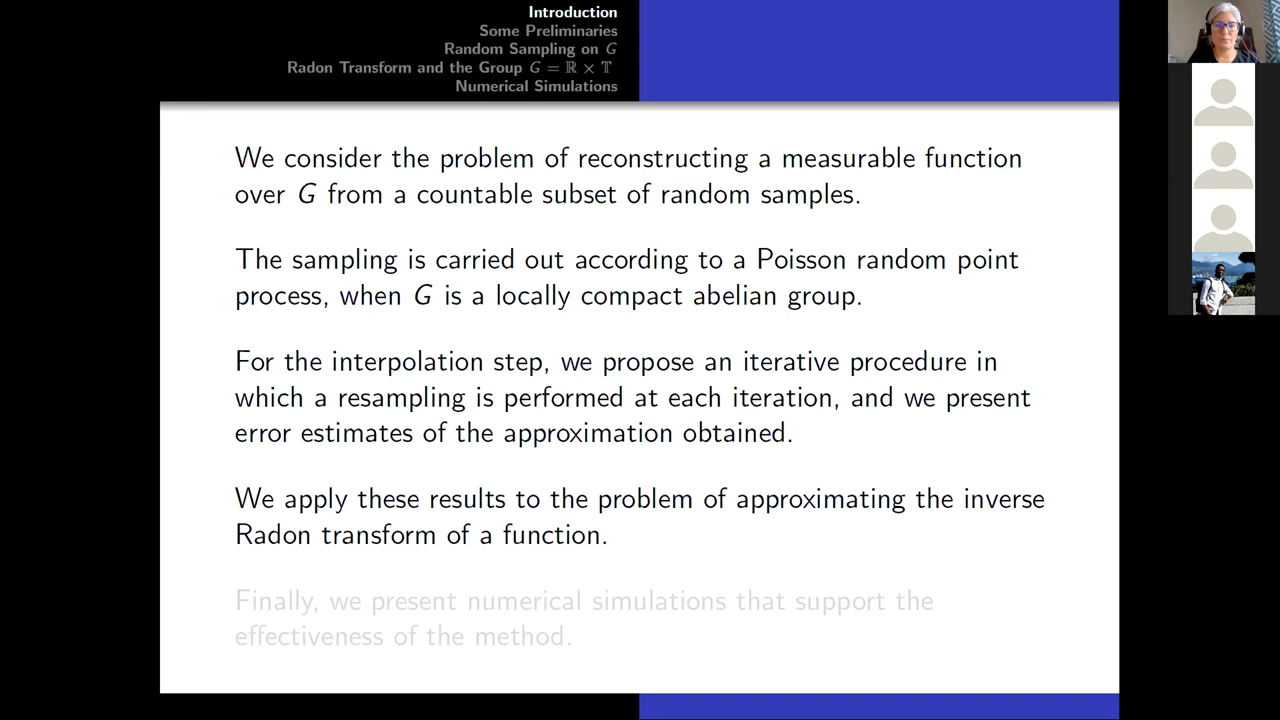 Introduction
Some Preliminaries
Random Sampling on G
Radon Transform and the Group G = ℝ × 𝕋
Numerical Simulations
We consider the problem of reconstructing a measurable function
over G from a countable subset of random samples.
The sampling is carried out according to a Poisson random point
process, when G is a locally compact abelian group.
For the interpolation step, we propose an iterative procedure in
which a resampling is performed at each iteration, and we present
error estimates of the approximation obtained.
We apply these results to the problem of approximating the inverse
Radon transform of a function.
Finally, we present numerical simulations that support the
effectiveness of the method.